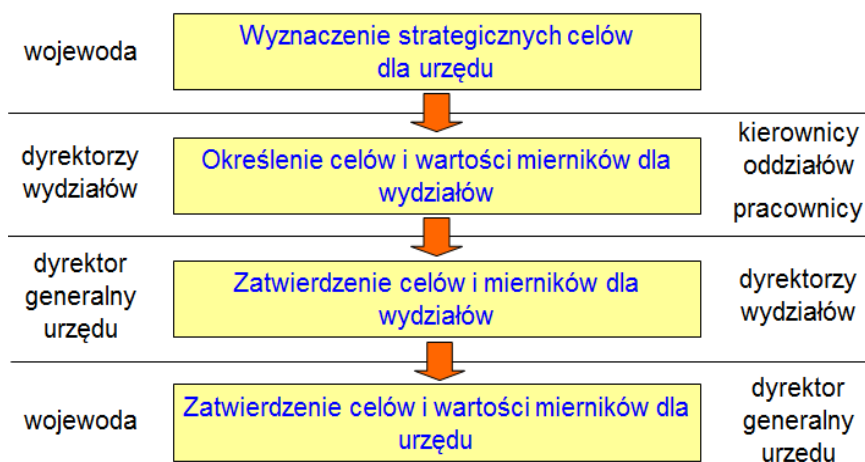 wojewoda
Wyznaczenie strategicznych celów
dla urzędu
dyrektorzy
wydziałów
Określenie celów i wartości mierników dla
wydziałów
kierownicy
oddziałów
pracownicy
dyrektor
generalny
urzędu
Zatwierdzenie celów i mierników dla
wydziałów
dyrektorzy
wydziałów
wojewoda
Zatwierdzenie celów i wartości mierników dla
urzędu
dyrektor
generalny
urzędu